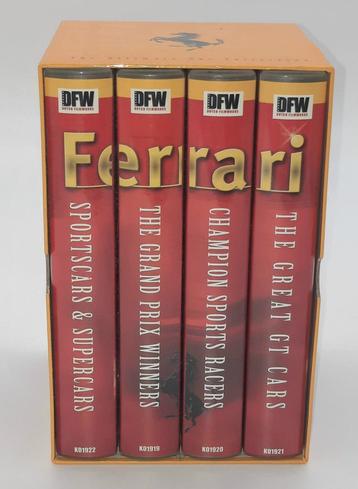 DFW
DUTCH FILMWORKS
DFW
DUTCH FILMWORKS
DFW
DUTCH FILMWORKS
DFW
DUTCH FILMWORKS
Ferrari
SPORTSCARS & SUPERCARS
THE GRAND PRIX WINNERS
CHAMPION SPORTS RACERS
THE GREAT GT CARS
K01922
K01919
K01920
K01921